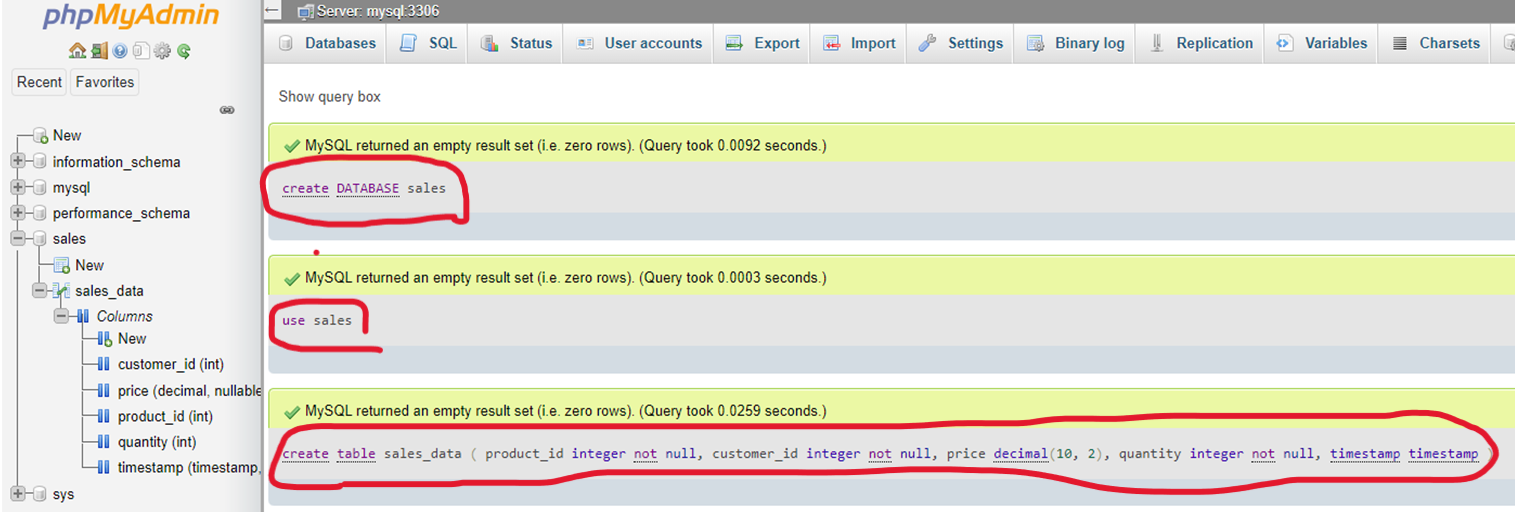 phpMyAdmin
Recent Favorites
New
information_schema
mysql
performance_schema
sales
New
sales_data
Columns
New
customer_id (int)
price (decimal, nullable
product_id (int)
quantity (int)
timestamp (timestamp,
sys
Server: mysql:3306
Databases SQL Status User accounts Export Import Settings Binary log Replication Variables Charsets
Show query box
MySQL returned an empty result set (i.e. zero rows). (Query took 0.0092 seconds.)
create DATABASE sales
MySQL returned an empty result set (i.e. zero rows). (Query took 0.0003 seconds.)
use sales
MySQL returned an empty result set (i.e. zero rows). (Query took 0.0259 seconds.)
create table sales_data ( product_id integer not null, customer_id integer not null, price decimal(10, 2), quantity integer not null, timestamp timestamp )